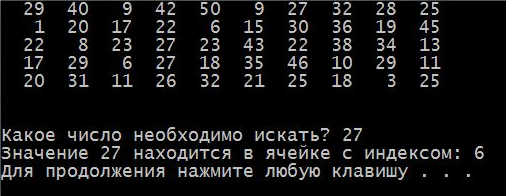 29 40 9 42 50 9 27 32 28 25
1 20 17 22 6 15 30 36 19 45
22 8 23 27 23 43 22 38 34 13
17 29 6 27 18 35 46 10 29 11
20 31 11 26 32 21 25 18 3 25
Какое число необходимо искать? 27
Значение 27 находится в ячейке с индексом: 6
Для продолжения нажмите любую клавишу . . .